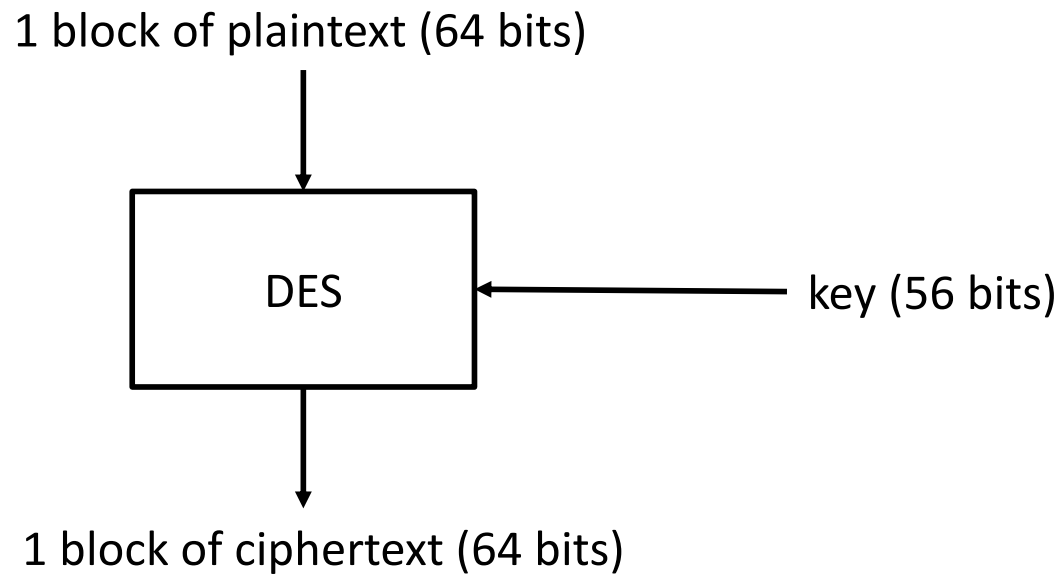 1 block of plaintext (64 bits)
DES
key (56 bits)
1 block of ciphertext (64 bits)